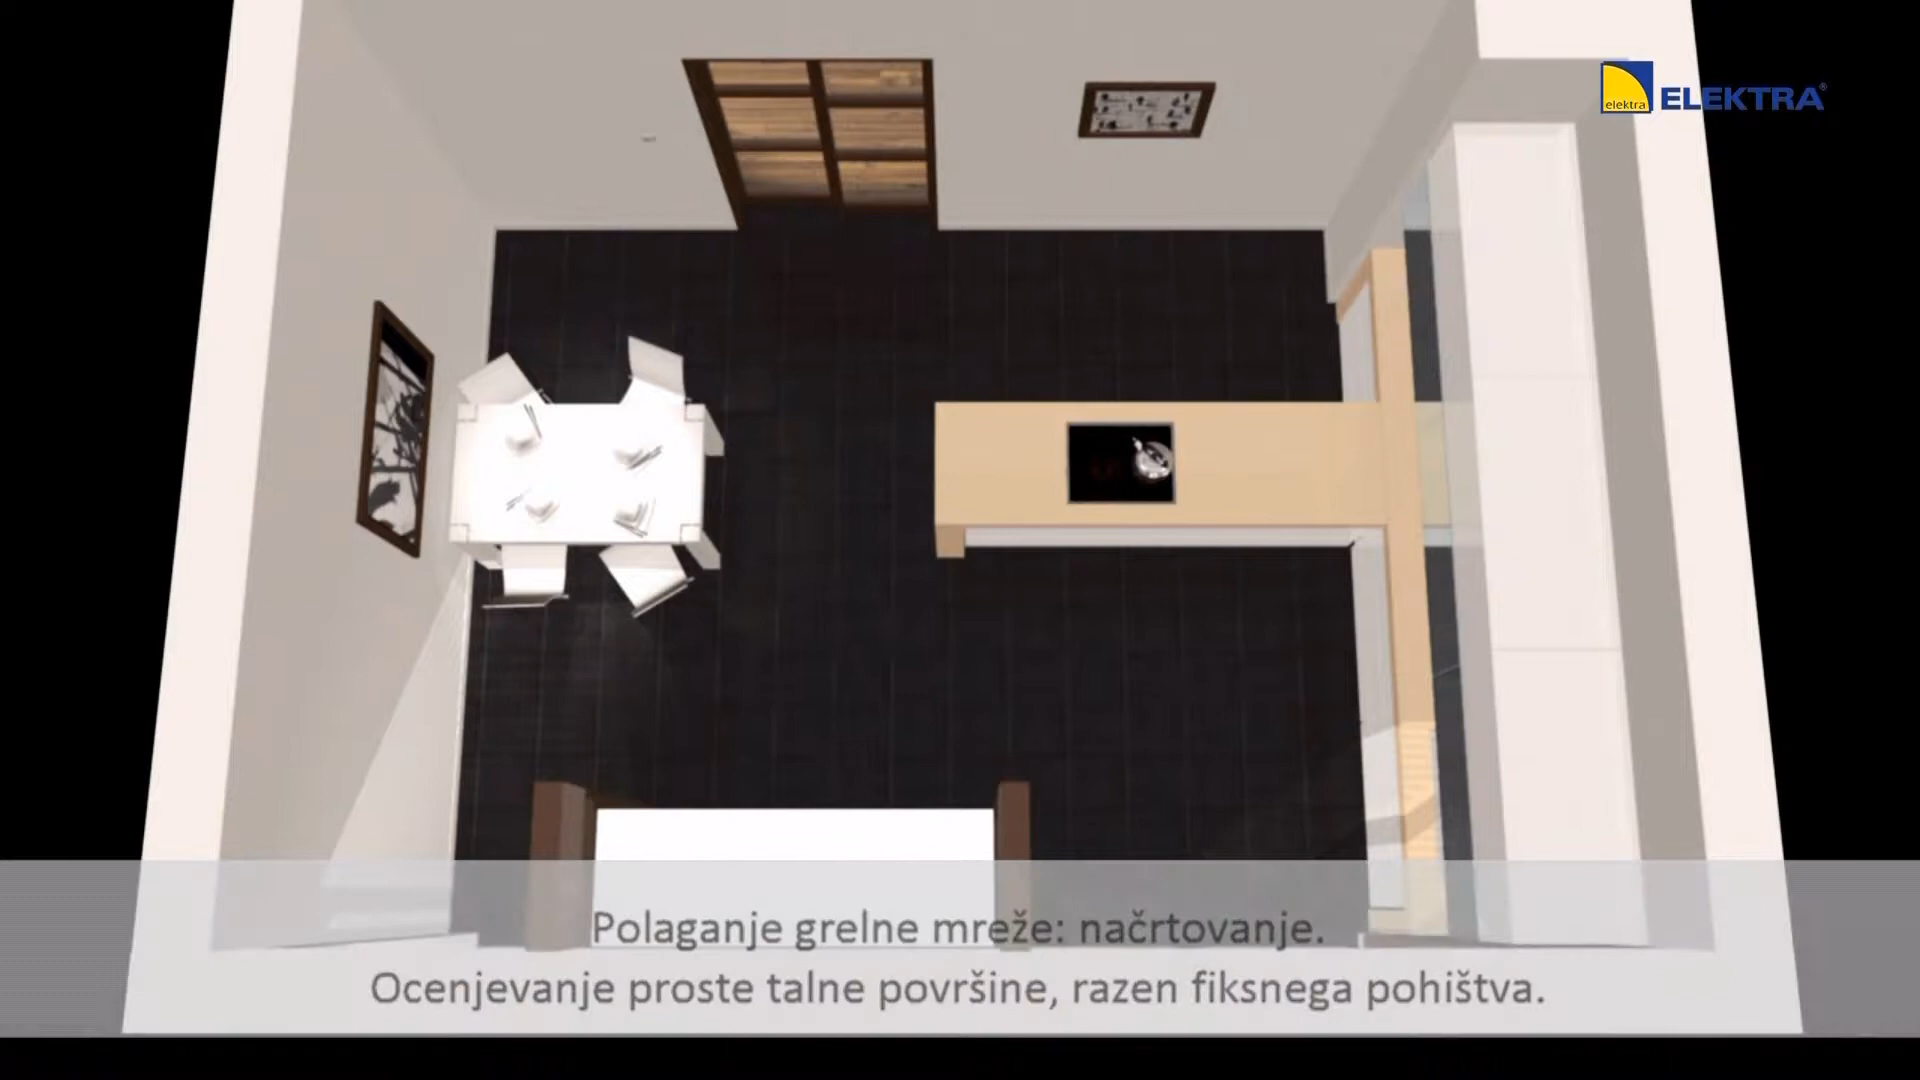 elektra ELEKTRA®
Polaganje grelne mreže: načrtovanje.
Ocenjevanje proste talne površine, razen fiksnega pohištva.